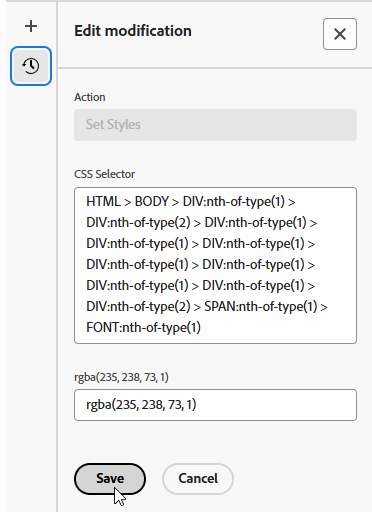 Edit modification
Action
Set Styles
CSS Selector
HTML > BODY > DIV:nth-of-type(1) >
DIV:nth-of-type(2) > DIV:nth-of-type(1) >
DIV:nth-of-type(1) > DIV:nth-of-type(1) >
DIV:nth-of-type(1) > DIV:nth-of-type(1) >
DIV:nth-of-type(1) > DIV:nth-of-type(1) >
DIV:nth-of-type(2) > SPAN:nth-of-type(1) >
FONT:nth-of-type(1)
rgba(235, 238, 73, 1)
rgba(235, 238, 73, 1)
Save
Cancel